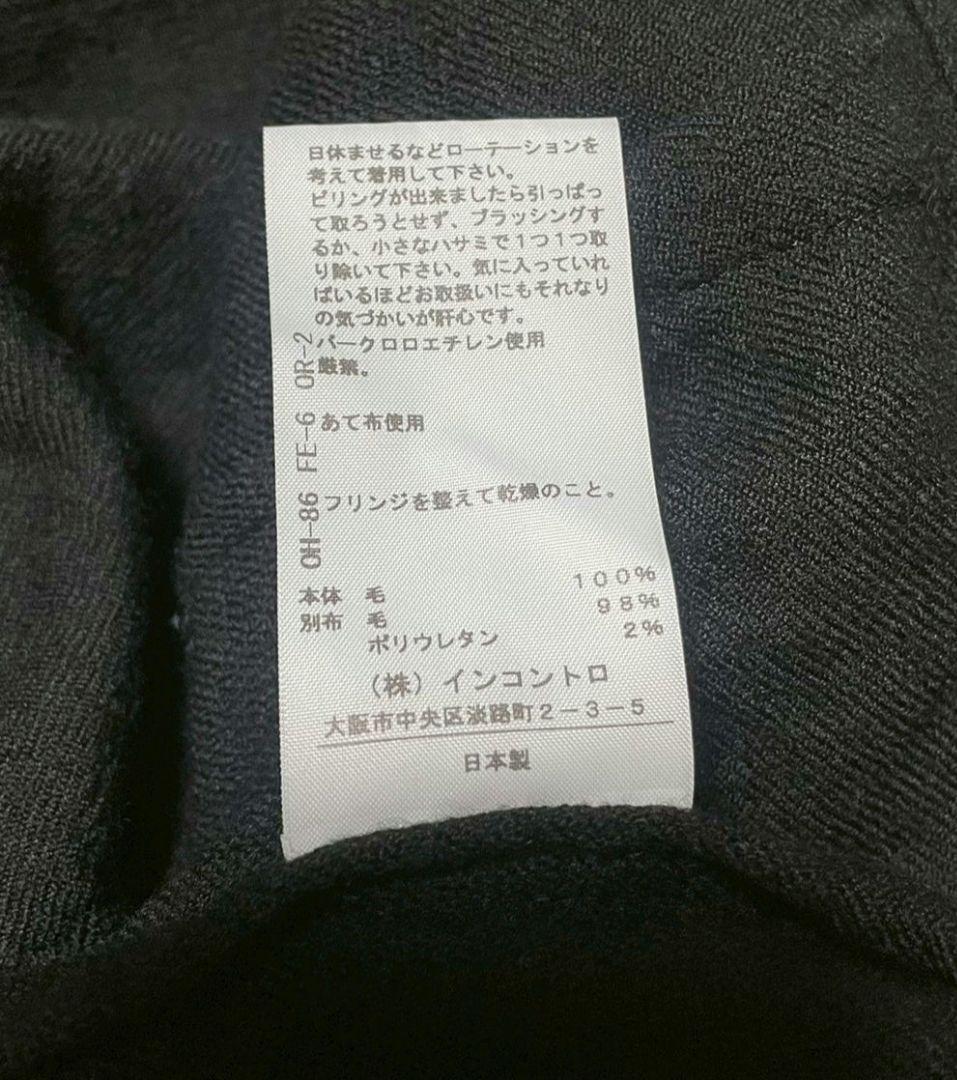 日休ませるなどローテーションを
考えて着用して下さい。
ピリングが出来ましたら引っぱっ
て取ろうとせず、ブラッシングす
るか、小さなハサミで1つ1つ取
り除いて下さい。気に入っていれ
ばいるほどお取扱いにもそれなり
の気づかいが肝心です。
パークロロエチレン使用
厳禁。
あて布使用
フリンジを整えて乾燥のこと。
OH-86 FE-6 OR-2
本体 毛 100%
別布 毛 98%
ポリウレタン 2%
(株)インコントロ
大阪市中央区淡路町2-3-5
日本製